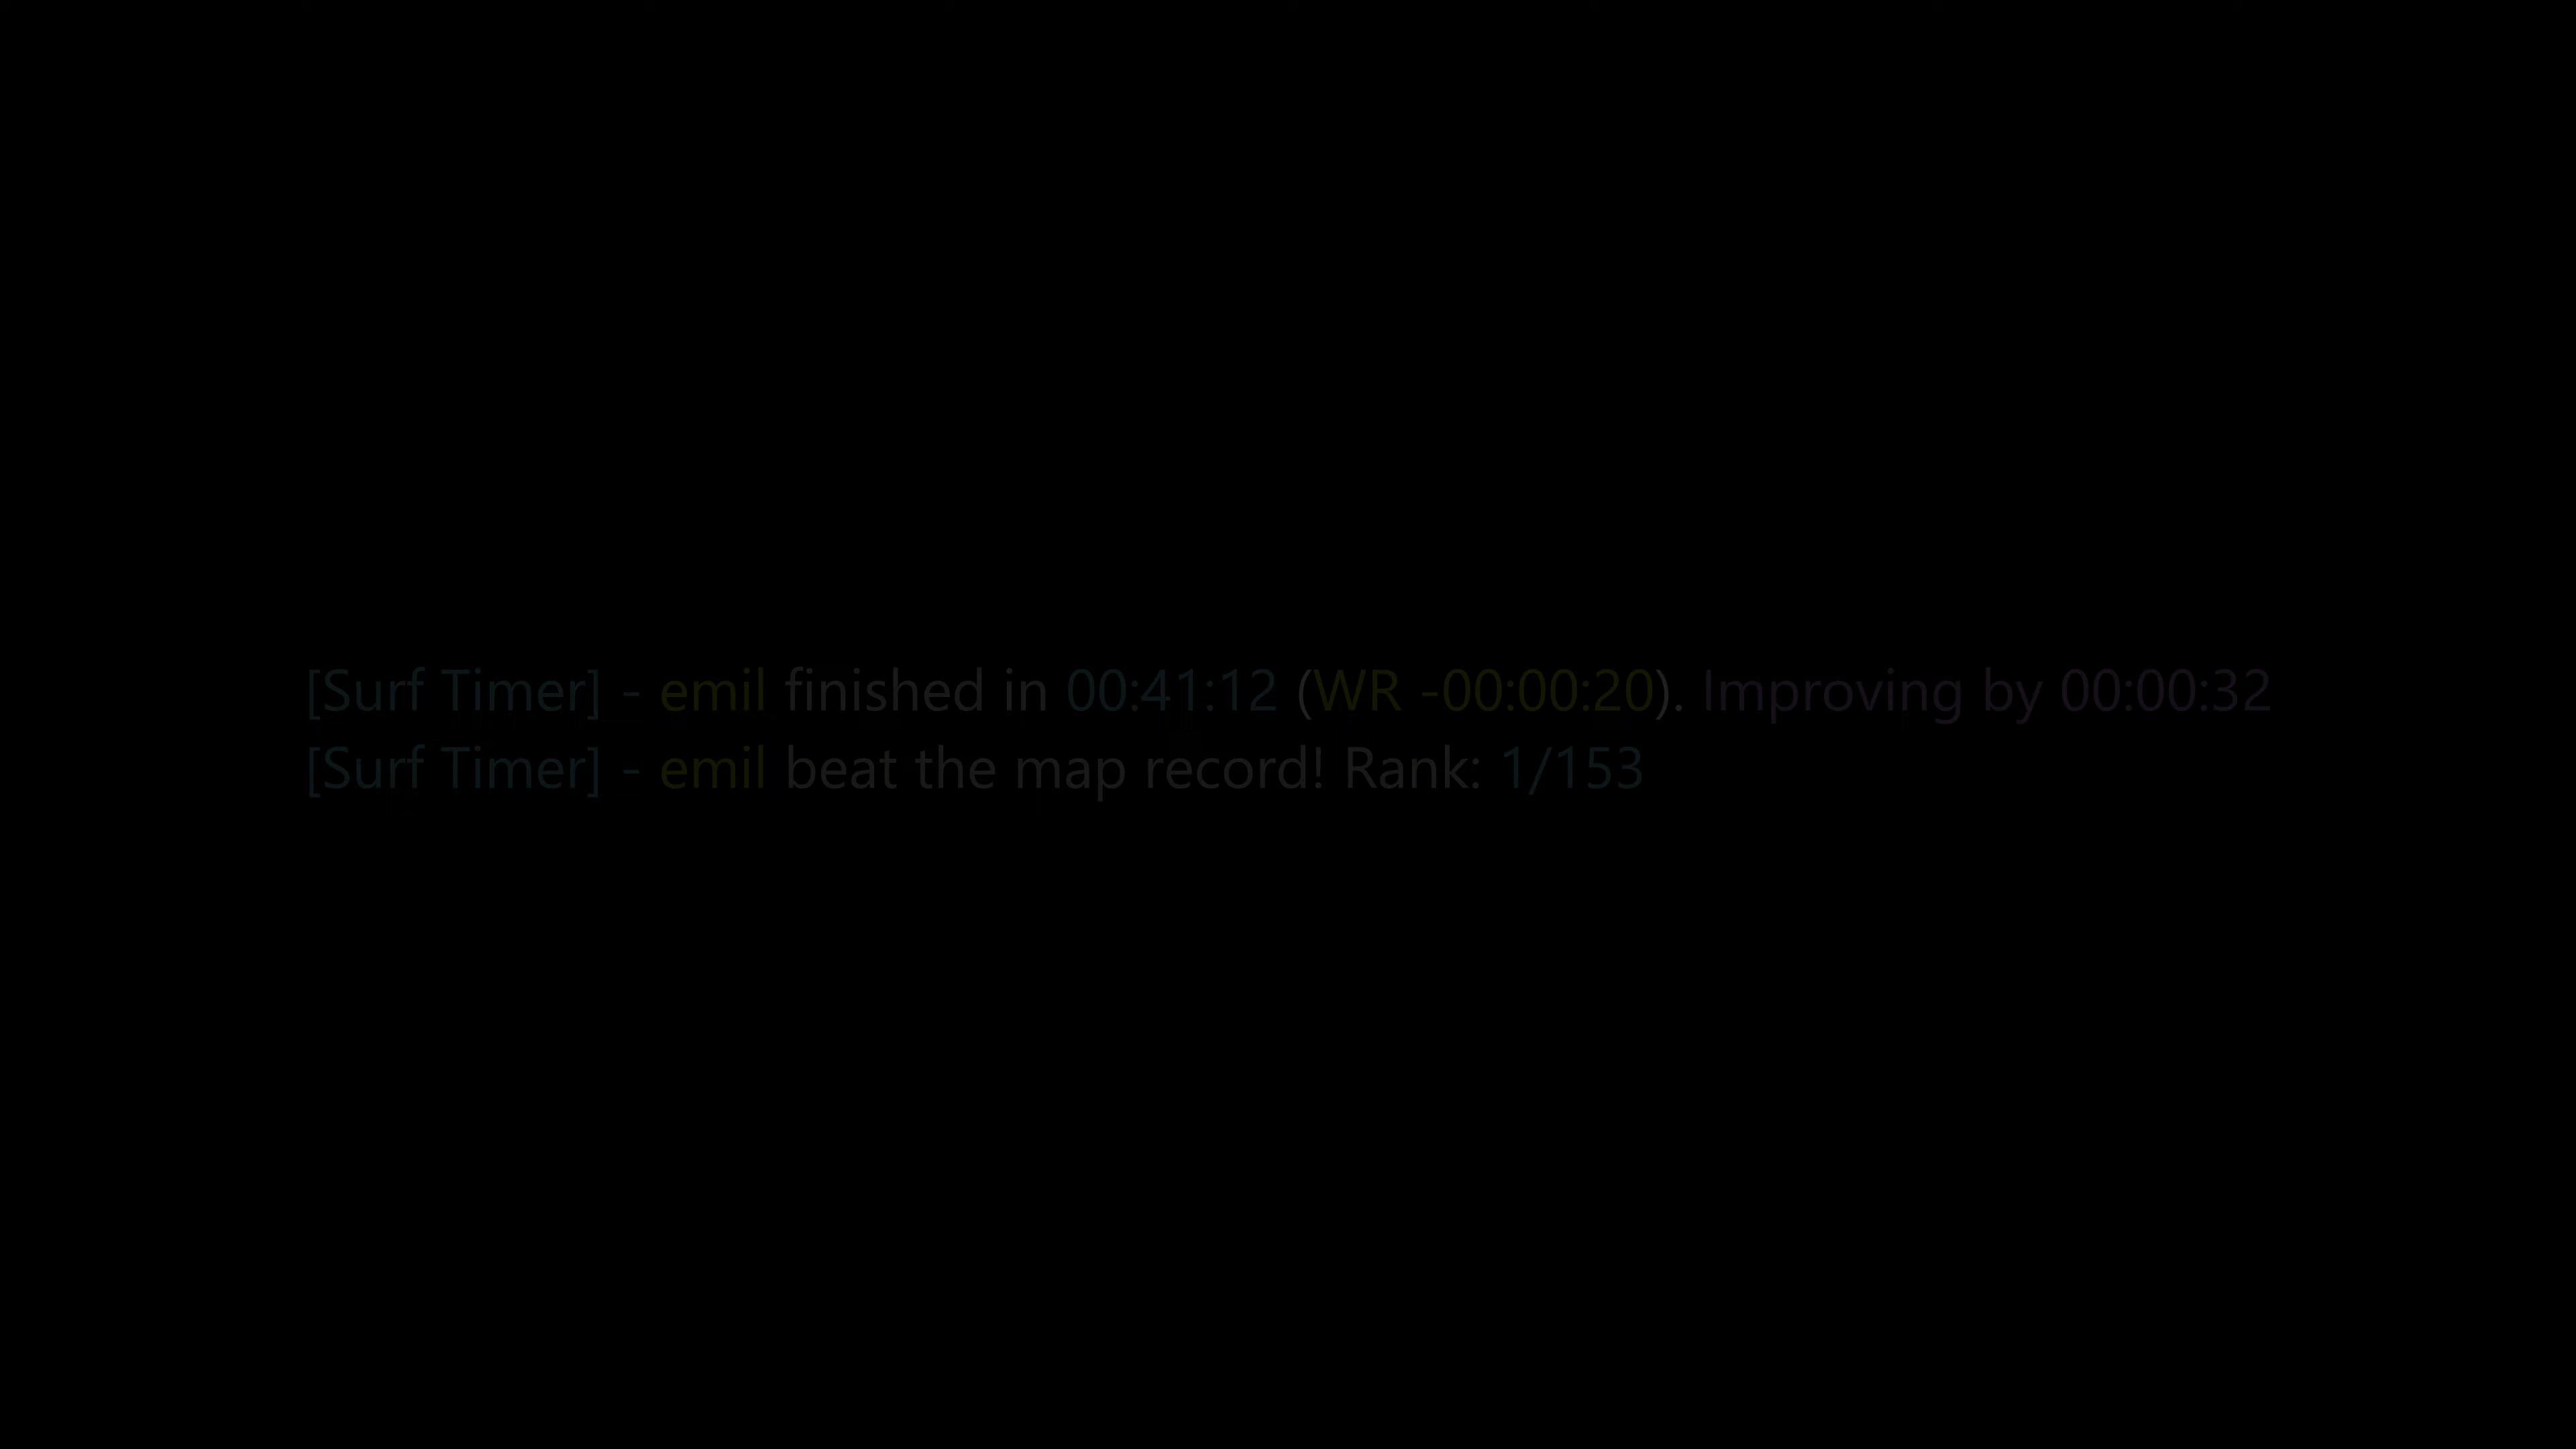 [Surf Timer] - emil finished in 00:41:12 (WR -00:00:20). Improving by 00:00:32
[Surf Timer] - emil beat the map record! Rank: 1/153